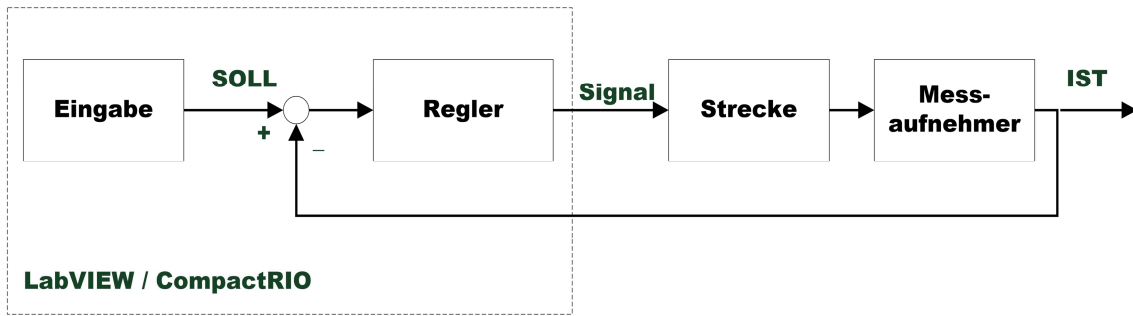 SOLL
Eingabe
+
–
Regler
Signal
Strecke
Mess-
aufnehmer
IST
LabVIEW / CompactRIO